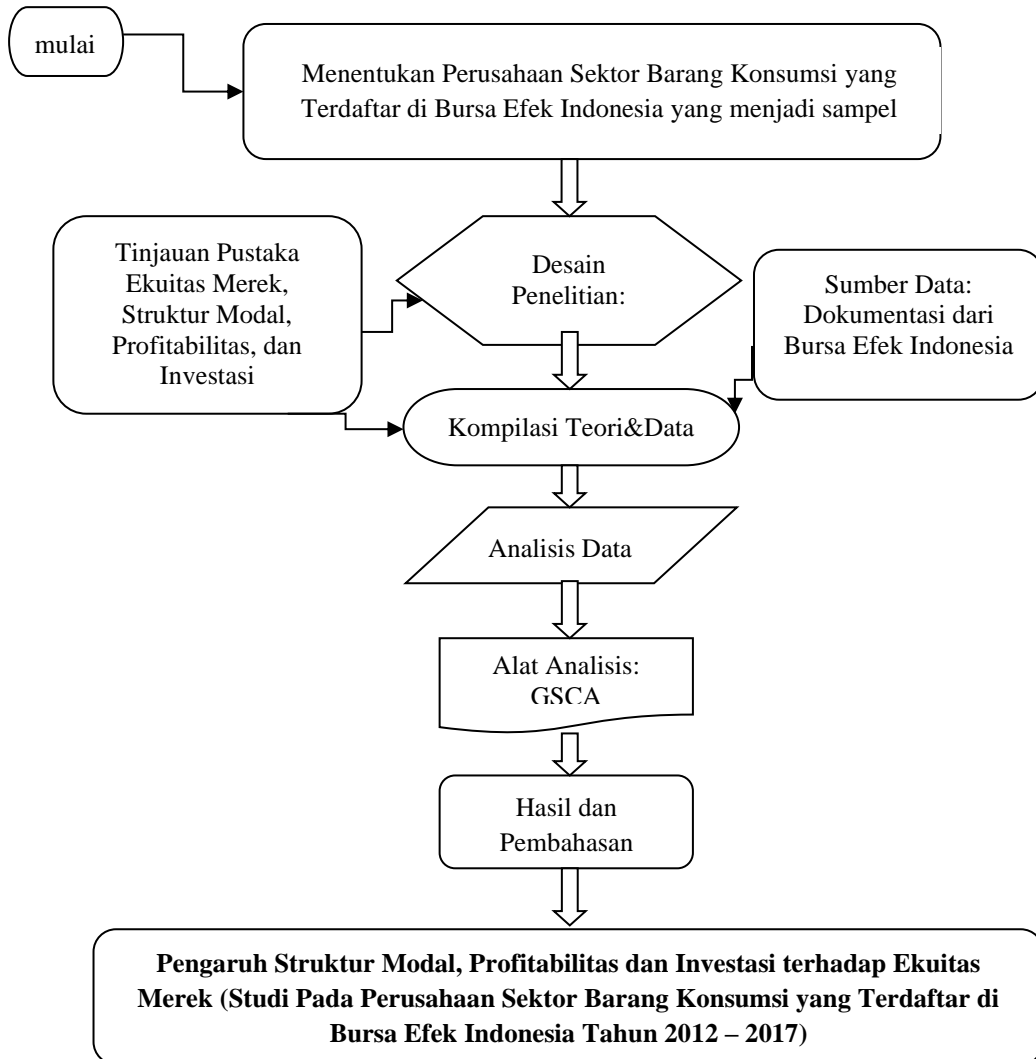 mulai
Menentukan Perusahaan Sektor Barang Konsumsi yang
Terdaftar di Bursa Efek Indonesia yang menjadi sampel
Tinjauan Pustaka
Ekuitas Merek,
Struktur Modal,
Profitabilitas, dan
Investasi
Desain
Penelitian:
Sumber Data:
Dokumentasi dari
Bursa Efek Indonesia
Kompilasi Teori&Data
Analisis Data
Alat Analisis:
GSCA
Hasil dan
Pembahasan
Pengaruh Struktur Modal, Profitabilitas dan Investasi terhadap Ekuitas
Merek (Studi Pada Perusahaan Sektor Barang Konsumsi yang Terdaftar di
Bursa Efek Indonesia Tahun 2012 – 2017)